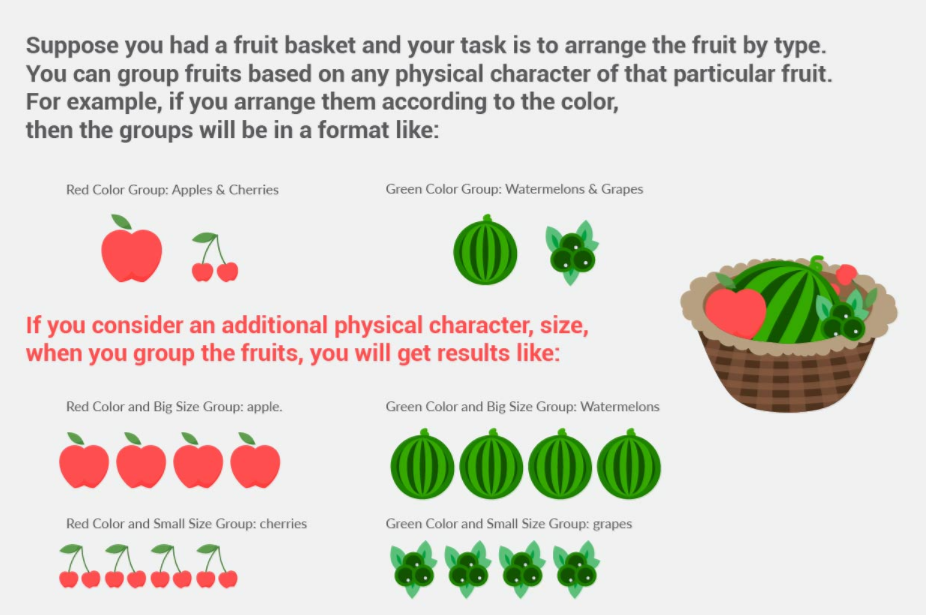 Suppose you had a fruit basket and your task is to arrange the fruit by type.
You can group fruits based on any physical character of that particular fruit.
For example, if you arrange them according to the color,
then the groups will be in a format like:
Red Color Group: Apples & Cherries
Green Color Group: Watermelons & Grapes
If you consider an additional physical character, size,
when you group the fruits, you will get results like:
Red Color and Big Size Group: apple.
Green Color and Big Size Group: Watermelons
Red Color and Small Size Group: cherries
Green Color and Small Size Group: grapes